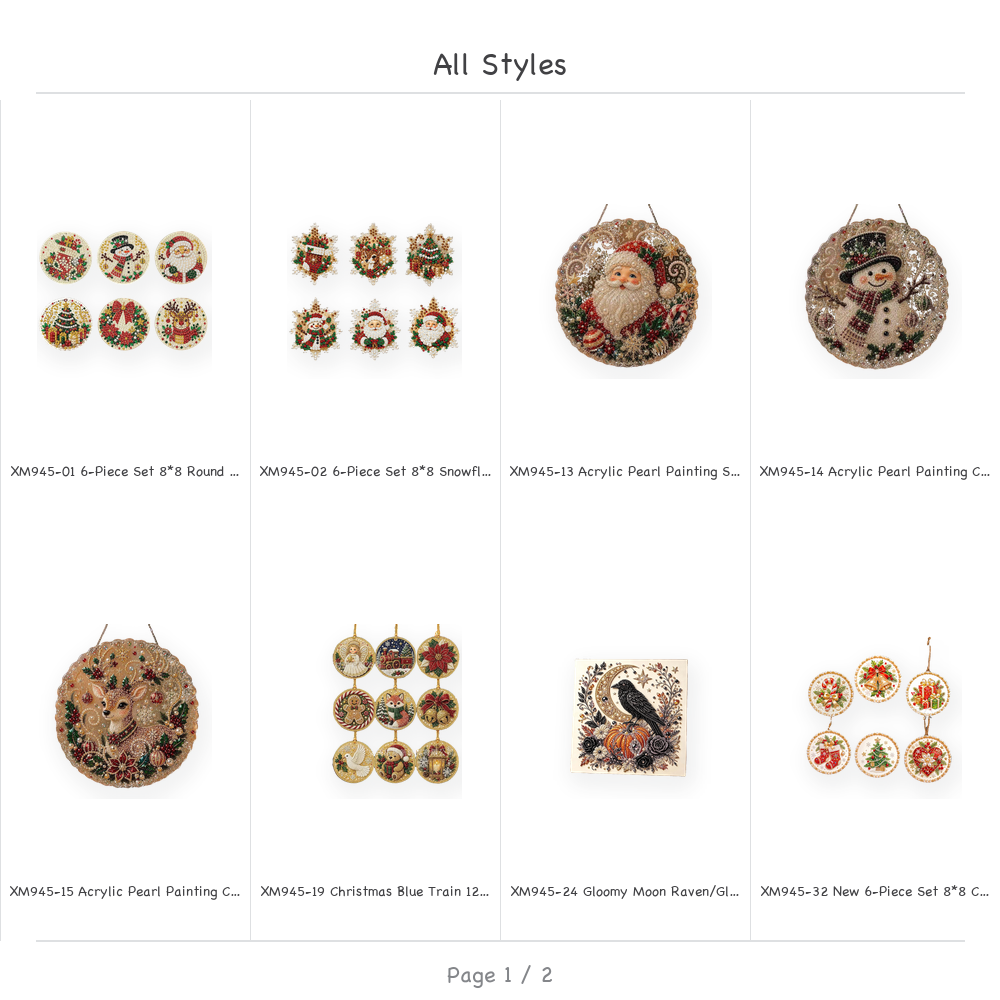 All Styles
XM945-01 6-Piece Set 8*8 Round ...
XM945-02 6-Piece Set 8*8 Snowfl...
XM945-13 Acrylic Pearl Painting S...
XM945-14 Acrylic Pearl Painting C...
XM945-15 Acrylic Pearl Painting C...
XM945-19 Christmas Blue Train 12...
XM945-24 Gloomy Moon Raven/Gl...
XM945-32 New 6-Piece Set 8*8 C...
Page 1 / 2